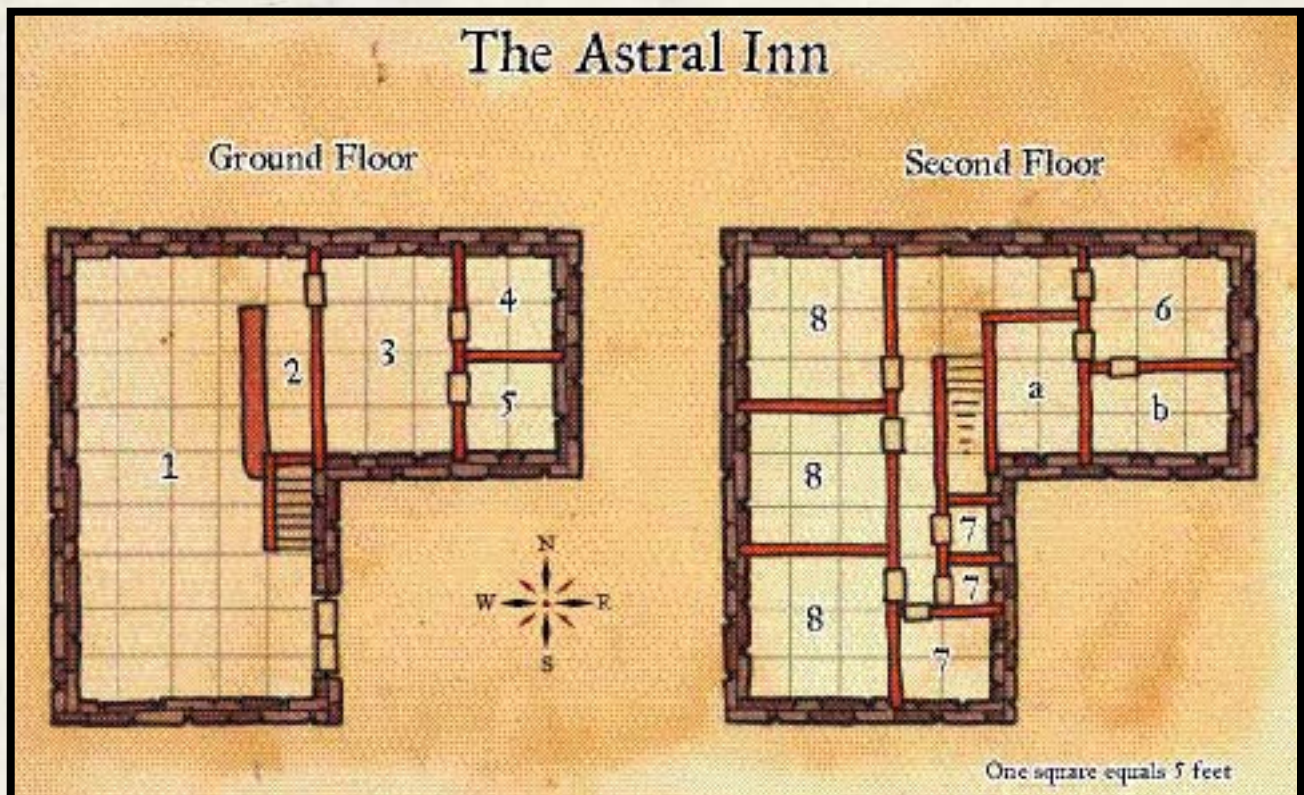 The Astral Inn
Ground Floor
Second Floor
4
6
3
2
8
a
b
5
1
8
7
N
W E
S
7
8
7
One square equals 5 feet